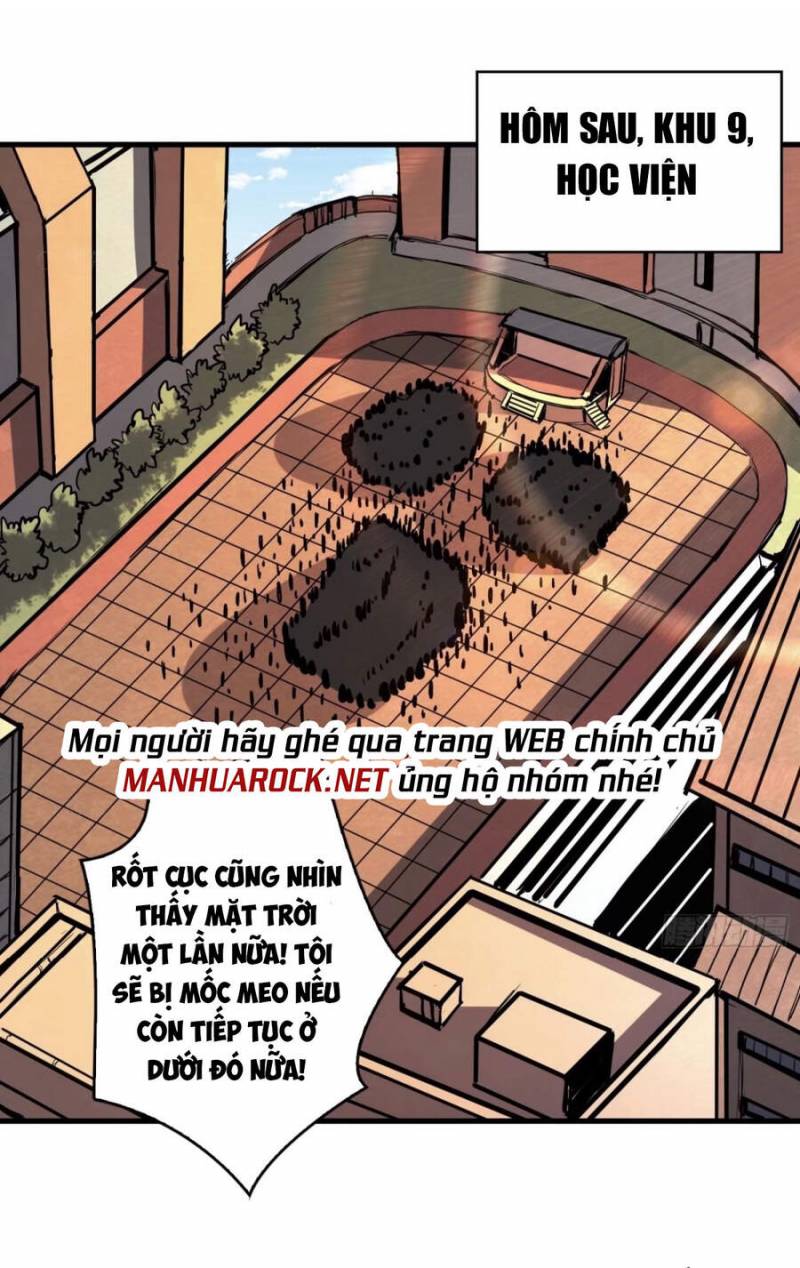 HÔM SAU, KHU 9,
HỌC VIỆN
Mọi người hãy ghé qua trang WEB chính chủ
MANHUAROCK.NET ủng hộ nhóm nhé!
RỐT CỤC CŨNG NHÌN
THẤY MẶT TRỜI
MỘT LẦN NỮA! TÔI
SẼ BỊ MỐC MEO NẾU
CÒN TIẾP TỤC Ở
DƯỚI ĐÓ NỮA!